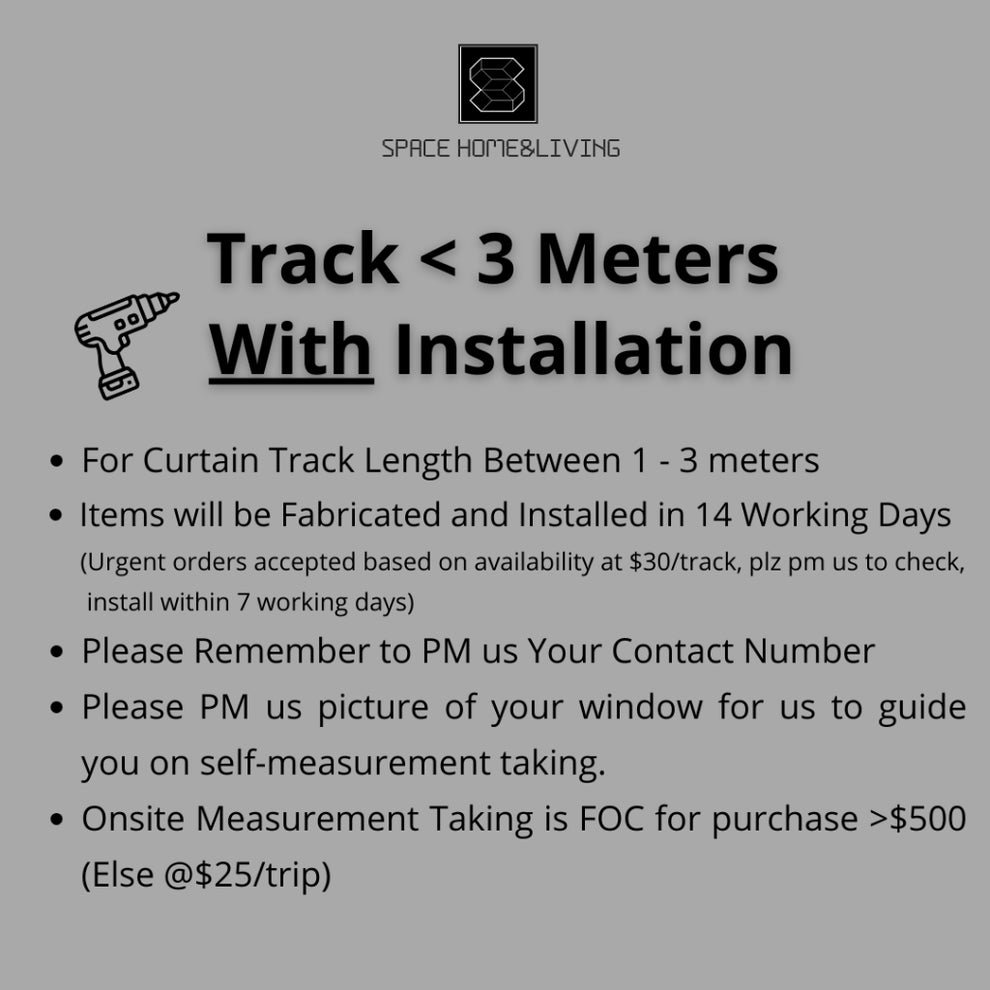 SPACE HOME&LIVING
Track < 3 Meters
With Installation
• For Curtain Track Length Between 1 - 3 meters
• Items will be Fabricated and Installed in 14 Working Days
(Urgent orders accepted based on availability at $30/track, plz pm us to check,
install within 7 working days)
• Please Remember to PM us Your Contact Number
• Please PM us picture of your window for us to guide
you on self-measurement taking.
• Onsite Measurement Taking is FOC for purchase >$500
(Else @$25/trip)